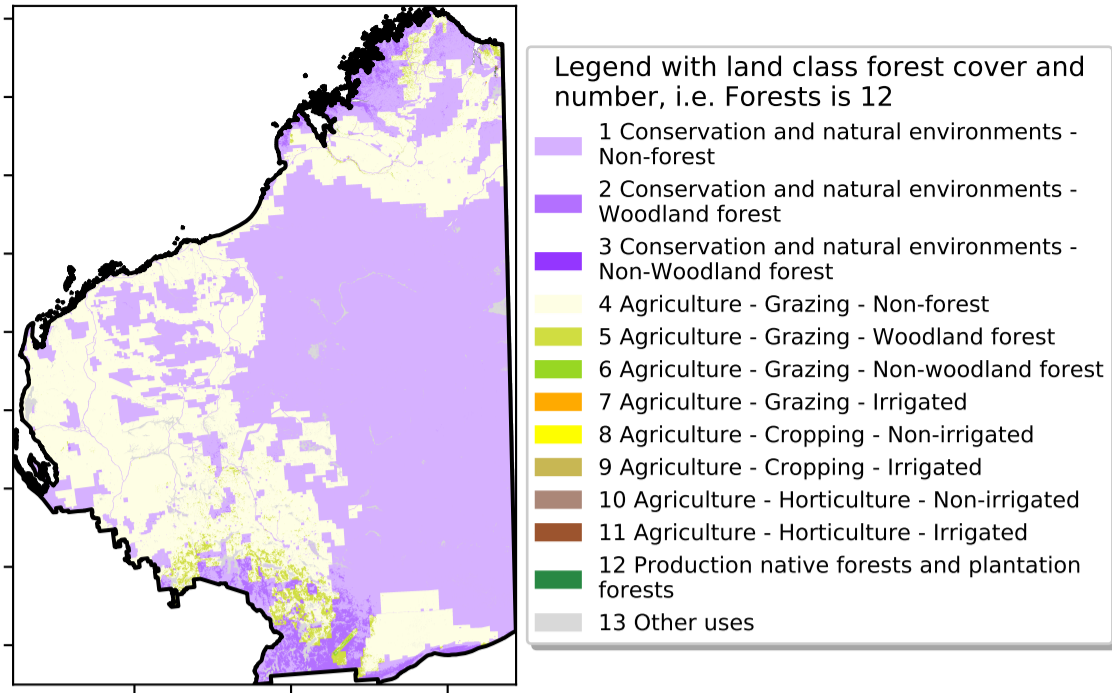 Legend with land class forest cover and
number, i.e. Forests is 12
1 Conservation and natural environments -
Non-forest
2 Conservation and natural environments -
Woodland forest
3 Conservation and natural environments -
Non-Woodland forest
4 Agriculture - Grazing - Non-forest
5 Agriculture - Grazing - Woodland forest
6 Agriculture - Grazing - Non-woodland forest
7 Agriculture - Grazing - Irrigated
8 Agriculture - Cropping - Non-irrigated
9 Agriculture - Cropping - Irrigated
10 Agriculture - Horticulture - Non-irrigated
11 Agriculture - Horticulture - Irrigated
12 Production native forests and plantation
forests
13 Other uses